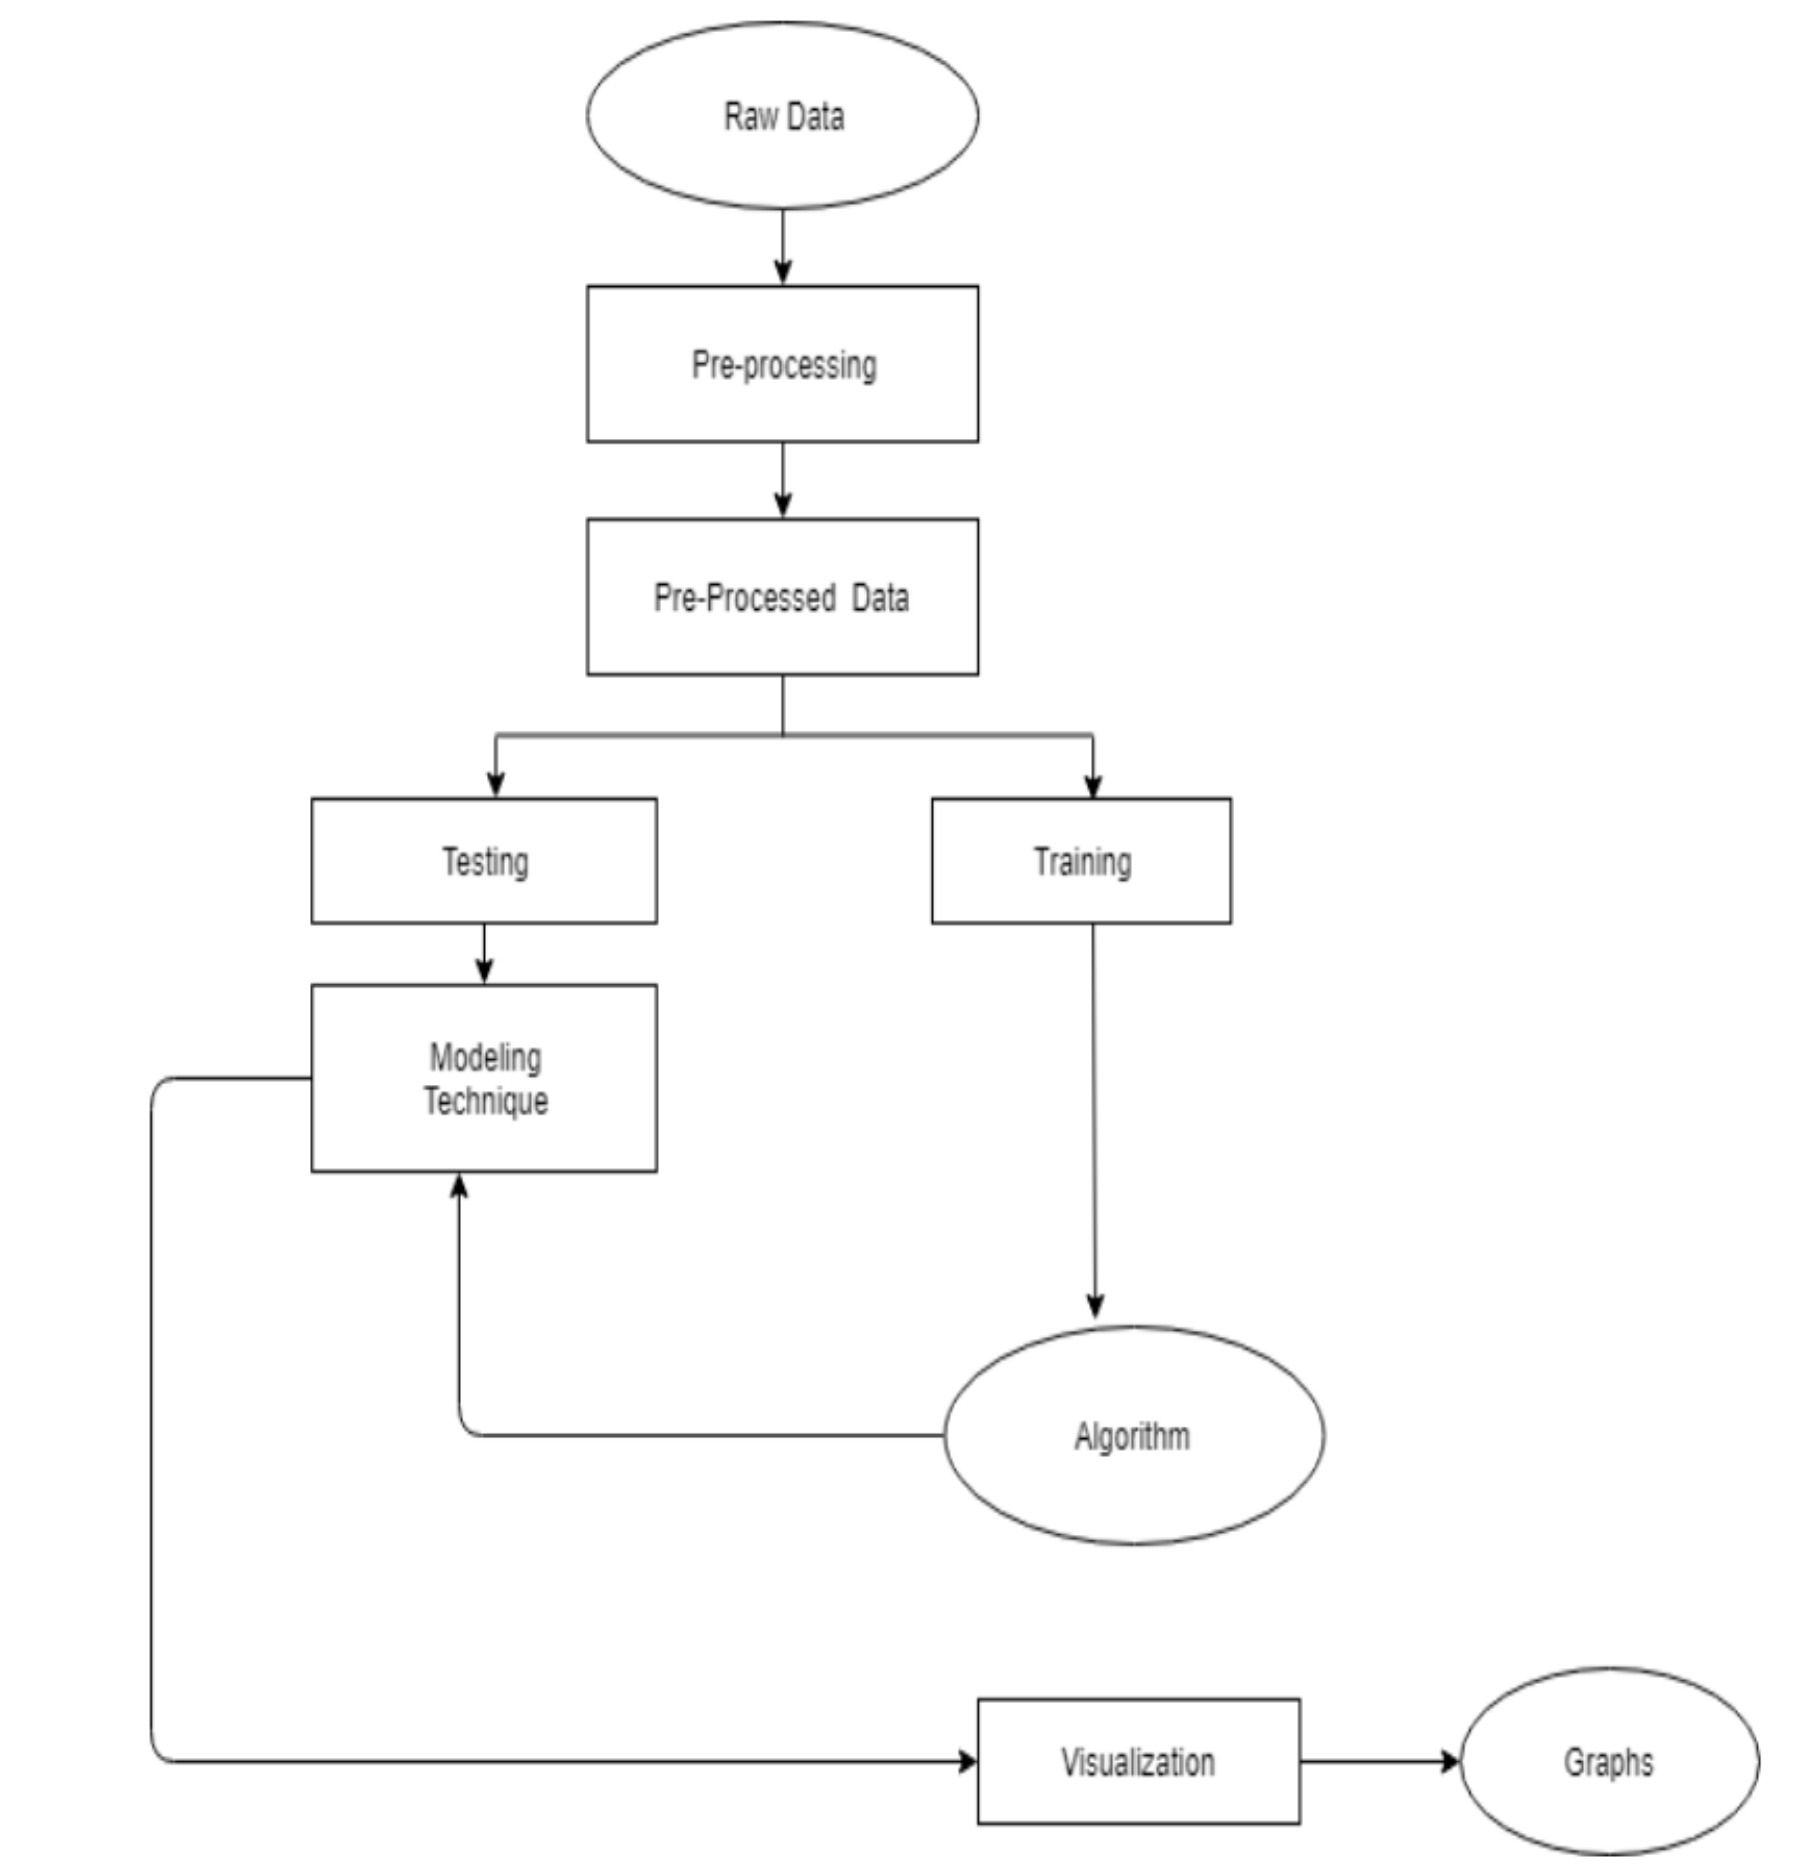 Raw Data
Pre-processing
Pre-Processed Data
Testing
Training
Modeling
Technique
Algorithm
Visualization
Graphs